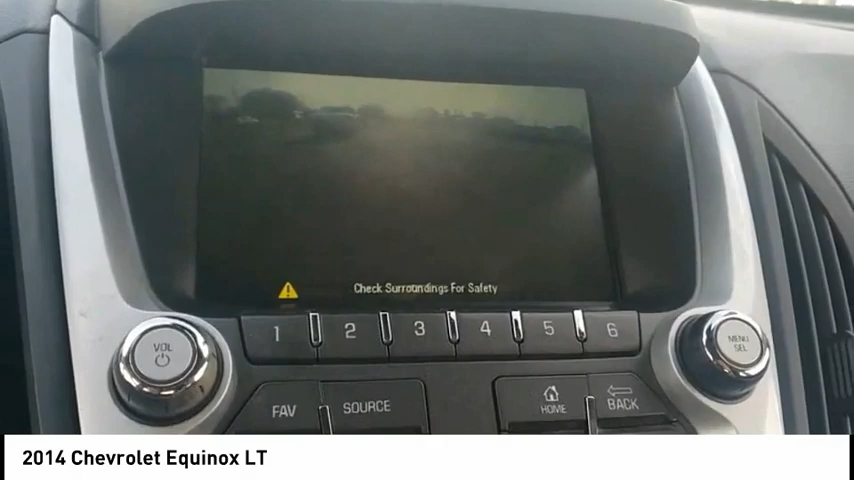 Check Surroundings For Safety
1 2 3 4 5 6
VOL
MENU
SEL
FAV SOURCE HOME BACK
2014 Chevrolet Equinox LT